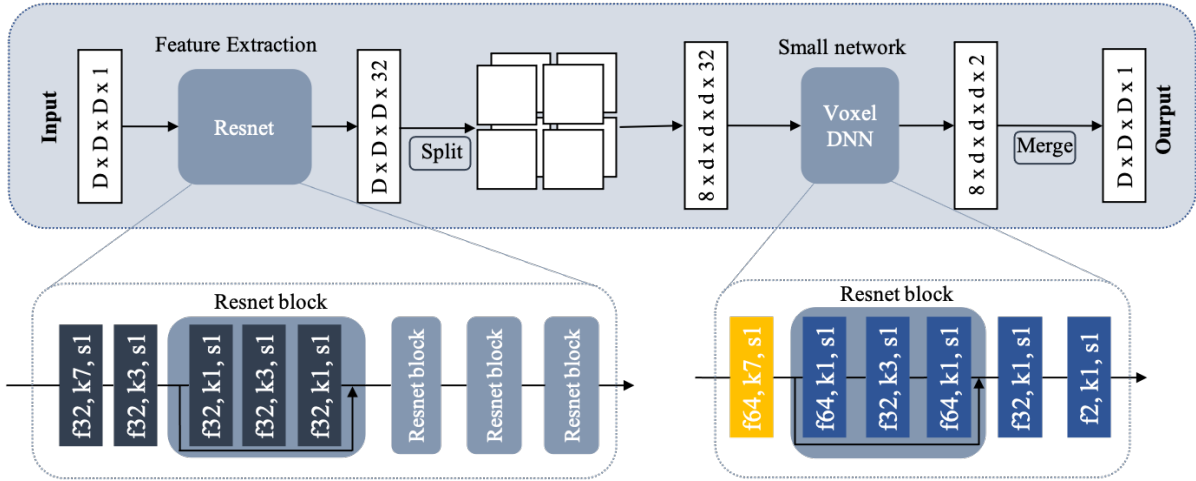 Input
D x D x D x 1
Feature Extraction
Resnet
D x D x D x 32
Split
8 x d x d x d x 32
Small network
Voxel
DNN
8 x d x d x d x 2
Merge
D x D x D x 1
Ourput
Resnet block
f32, k7, s1
f32, k3, s1
f32, k1, s1
f32, k3, s1
f32, k1, s1
Resnet block
Resnet block
Resnet block
Resnet block
f64, k7, s1
f64, k1, s1
f32, k3, s1
f64, k1, s1
f32, k1, s1
f2, k1, s1